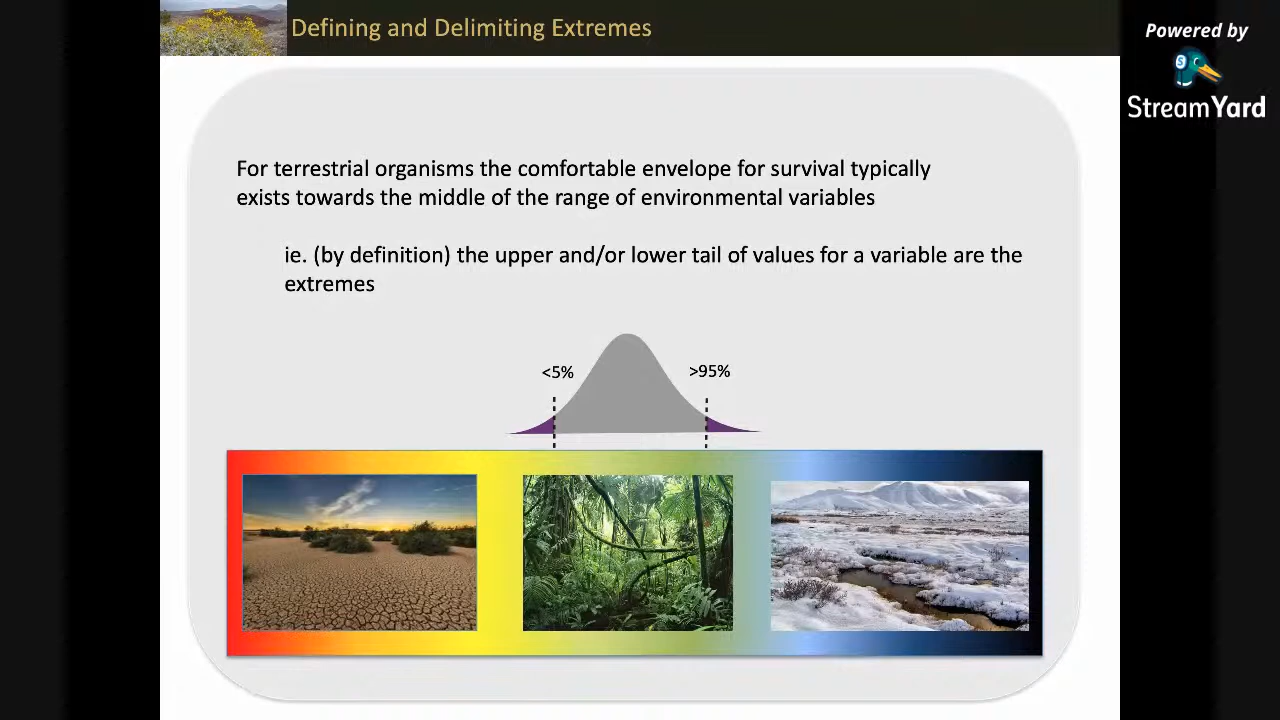 Defining and Delimiting Extremes
Powered by
StreamYard
For terrestrial organisms the comfortable envelope for survival typically
exists towards the middle of the range of environmental variables
ie. (by definition) the upper and/or lower tail of values for a variable are the
extremes
<5%
>95%